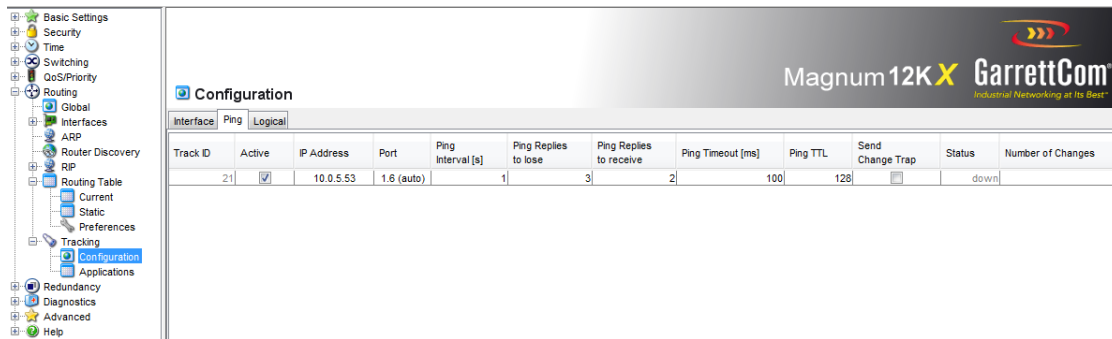 Basic Settings
Security
Time
Switching
QoS/Priority
Routing
Global
Interfaces
ARP
Router Discovery
RIP
Routing Table
Current
Static
Preferences
Tracking
Configuration
Applications
Redundancy
Diagnostics
Advanced
Help
Magnum 12KX GarrettCom
Industrial Networking at Its Best
Configuration
Interface Ping Logical
Track ID Active IP Address Port Ping Interval [s] Ping Replies to lose Ping Replies to receive Ping Timeout [ms] Ping TTL Send Change Trap Status Number of Changes
21 10.0.5.53 1.6 (auto) 1 3 2 100 128 down